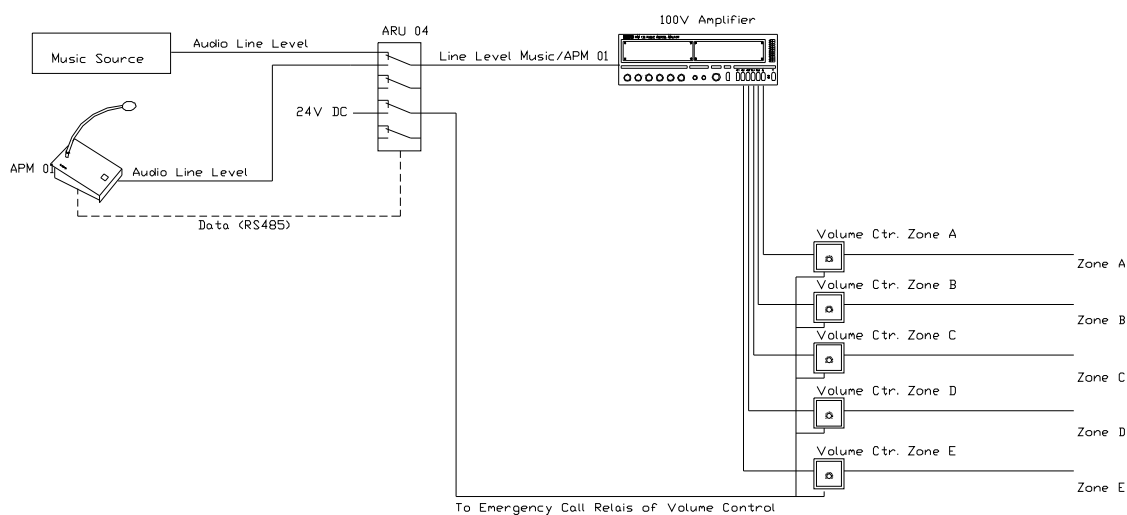 100V Amplifier
ARU 04
Audio Line Level
Music Source
Line Level Music/APM 01
24V DC
APM 01
Audio Line Level
Data (RS485)
Volume Ctr. Zone A
Zone A
Volume Ctr. Zone B
Zone B
Volume Ctr. Zone C
Zone C
Volume Ctr. Zone D
Zone D
Volume Ctr. Zone E
Zone E
To Emergency Call Relais of Volume Control